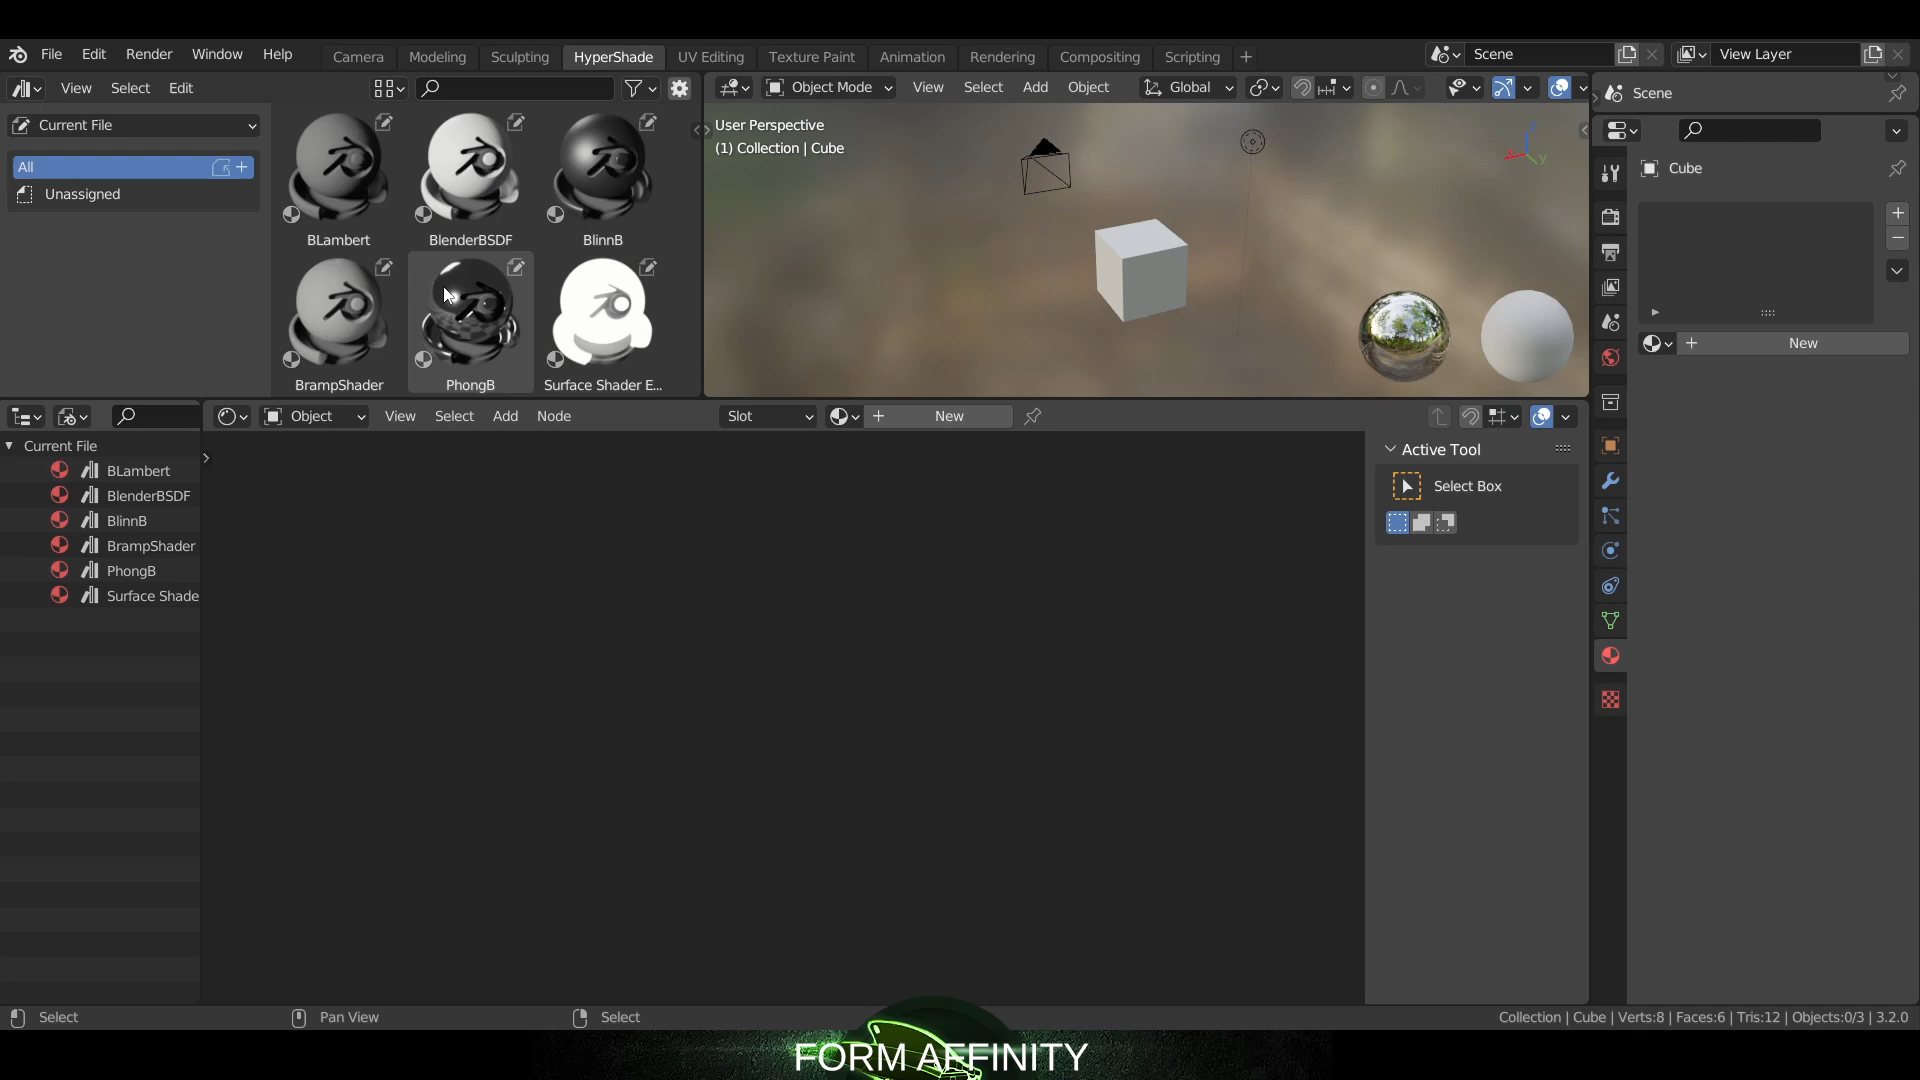 File Edit Render Window Help Camera Modeling Sculpting HyperShade UV Editing Texture Paint Animation Rendering Compositing Scripting + Scene View Layer
View Select Edit
Object Mode View Select Add Object Global
Scene
Current File
All
Unassigned
BLambert BlenderBSDF BlinnB
BrampShader PhongB Surface Shader E...
User Perspective
(1) Collection | Cube
Cube
New
Object View Select Add Node Slot New
Current File
BLambert
BlenderBSDF
BlinnB
BrampShader
PhongB
Surface Shade
Active Tool
Select Box
Select Pan View Select
Collection | Cube | Verts:8 | Faces:6 | Tris:12 | Objects:0/3 | 3.2.0
FORM AFFINITY